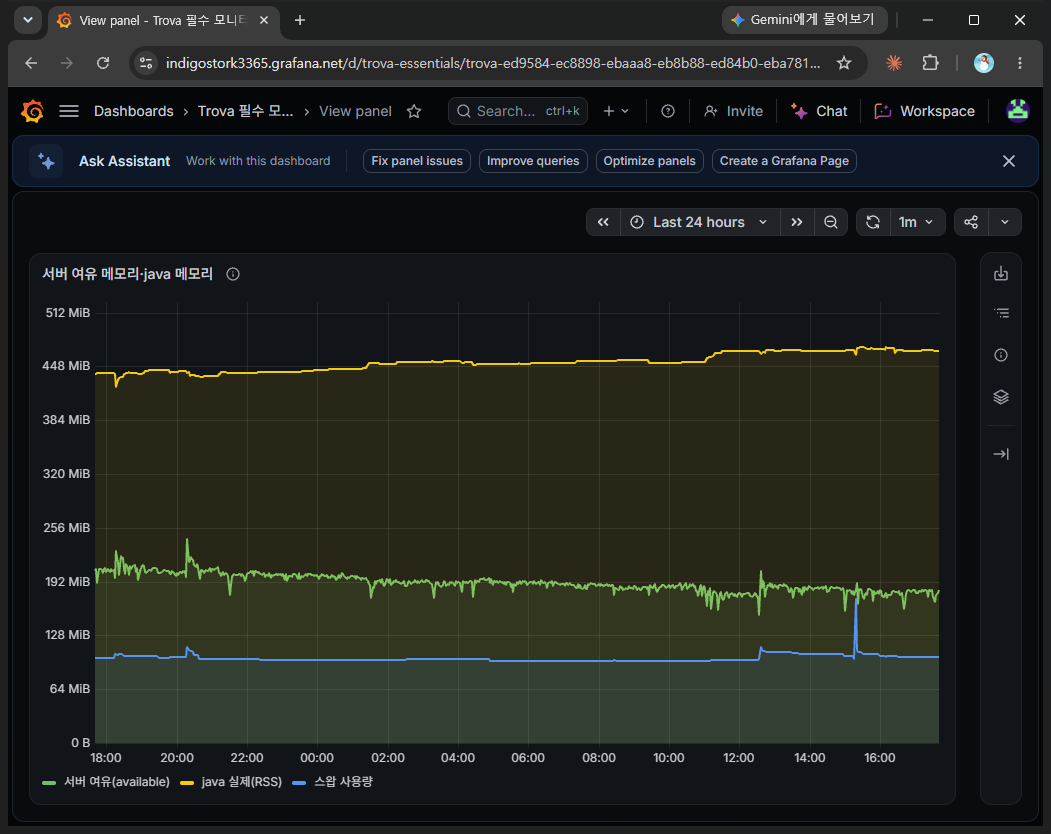 View panel - Trova 필수 모니터
Gemini에게 물어보기
indigostork3365.grafana.net/d/trova-essentials/trova-ed9584-ec8898-ebaaa8-eb8b88-ed84b0-eba781...
Dashboards › Trova 필수 모... › View panel
Search... ctrl+k
Invite
Chat
Workspace
Ask Assistant Work with this dashboard
Fix panel issues
Improve queries
Optimize panels
Create a Grafana Page
Last 24 hours
1m
서버 여유 메모리·java 메모리
512 MiB
448 MiB
384 MiB
320 MiB
256 MiB
192 MiB
128 MiB
64 MiB
0 B
18:00 20:00 22:00 00:00 02:00 04:00 06:00 08:00 10:00 12:00 14:00 16:00
서버 여유(available) java 실제(RSS) 스왑 사용량